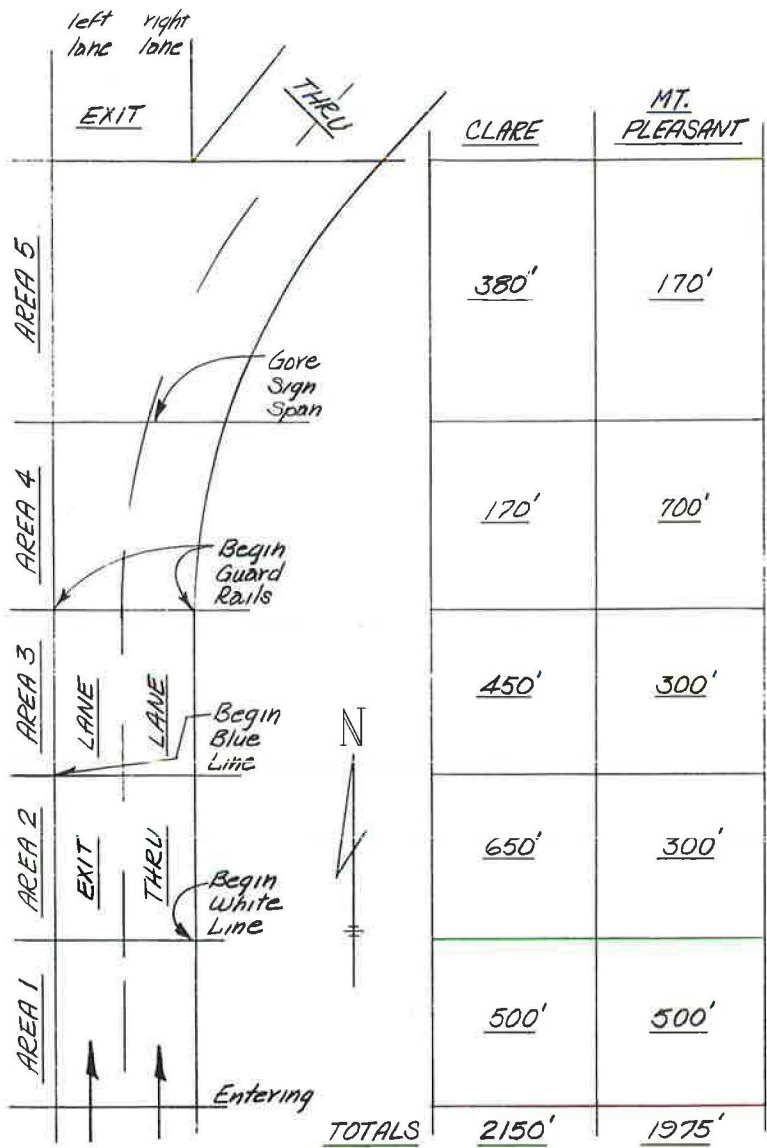 left right
lane lane
EXIT
THRU
CLARE
MT.
PLEASANT
AREA 5
380'
170'
Gore
Sign
Span
AREA 4
170'
700'
Begin
Guard
Rails
AREA 3
LANE
LANE
450'
300'
Begin
Blue
Line
N
AREA 2
EXIT
THRU
650'
300'
Begin
White
Line
AREA 1
500'
500'
Entering
TOTALS 2150' 1975'